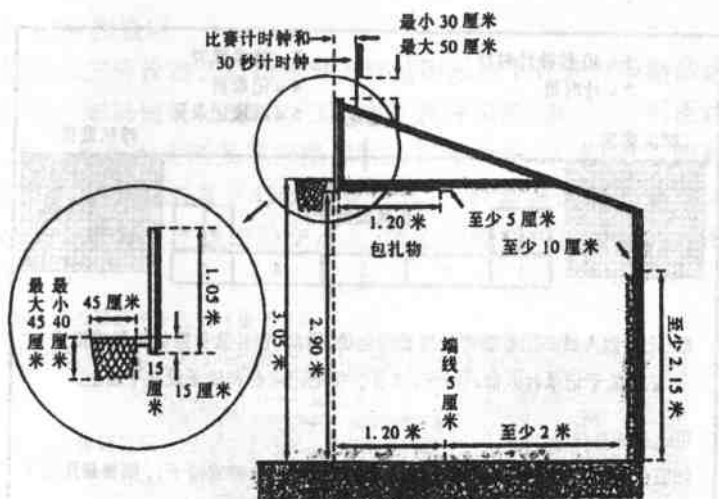 比赛计时钟和
30 秒计时钟
最小 30 厘米
最大 50 厘米
1.20 米
包扎物
至少 5 厘米
至少 10 厘米
最小 40 厘米
最大 45 厘米
45 厘米
1.05 米
15 厘米
15 厘米
3.05 米
2.90 米
端线 5 厘米
至少 2.15 米
1.20 米
至少 2 米